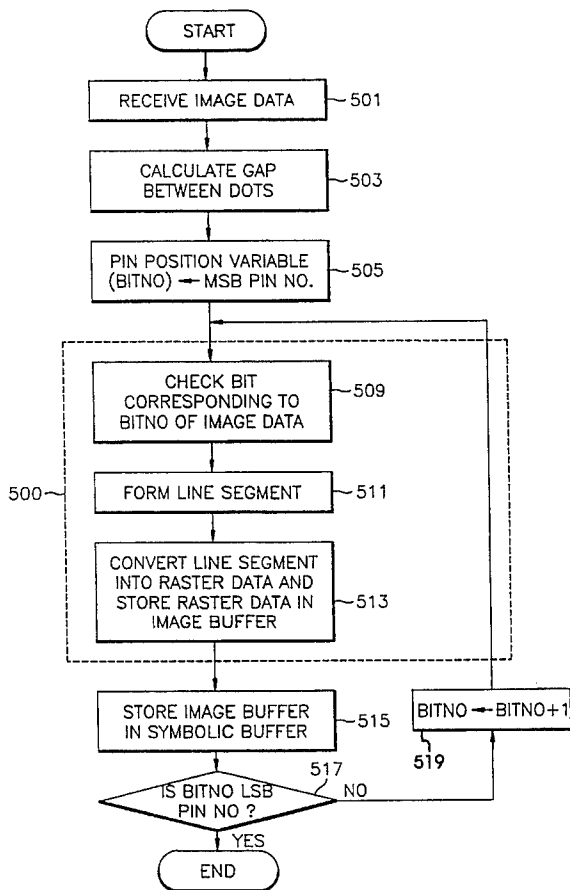 START
RECEIVE IMAGE DATA
501
CALCULATE GAP
BETWEEN DOTS
503
PIN POSITION VARIABLE
(BITNO) ← MSB PIN NO.
505
CHECK BIT
CORRESPONDING TO
BITNO OF IMAGE DATA
509
500
FORM LINE SEGMENT
511
CONVERT LINE SEGMENT
INTO RASTER DATA AND
STORE RASTER DATA IN
IMAGE BUFFER
513
STORE IMAGE BUFFER
IN SYMBOLIC BUFFER
515
BITNO ← BITNO+1
519
517
IS BITNO LSB
PIN NO ?
NO
YES
END